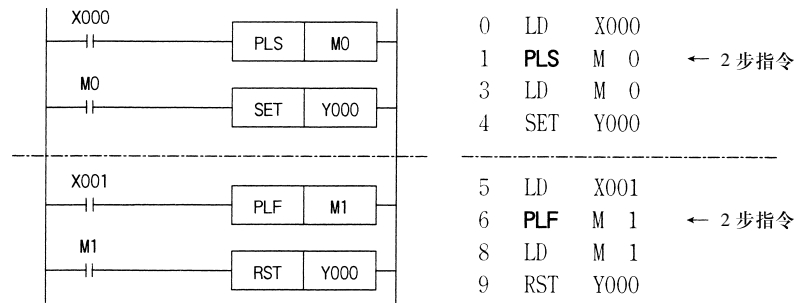 X000
PLS M0
M0
SET Y000
X001
PLF M1
M1
RST Y000
0 LD X000
1 PLS M 0 ← 2 步指令
3 LD M 0
4 SET Y000
5 LD X001
6 PLF M 1 ← 2 步指令
8 LD M 1
9 RST Y000